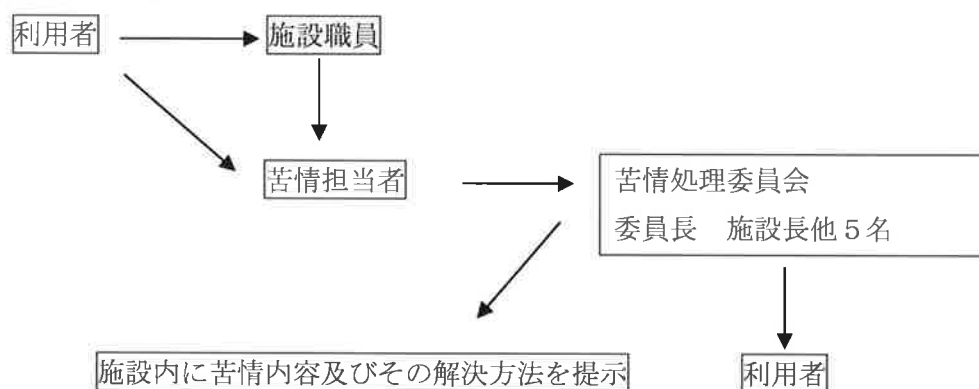 利用者
施設職員
苦情担当者
苦情処理委員会
委員長　施設長他５名
施設内に苦情内容及びその解決方法を提示
利用者